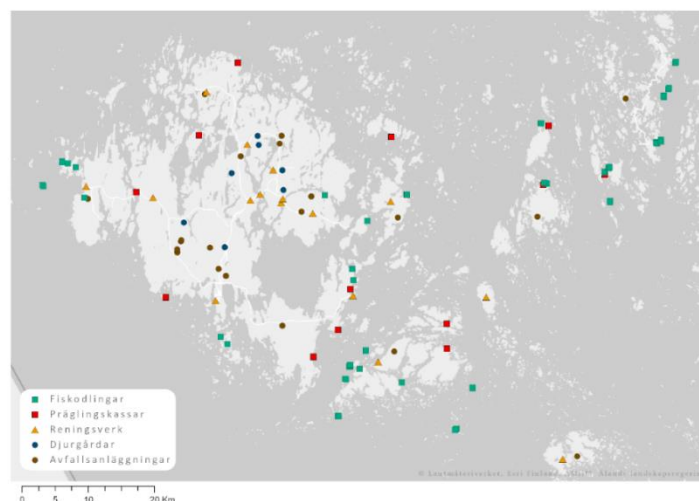 Fiskodlingar
Präglingskassar
Reningsverk
Djurgårdar
Avfallsanläggningar
© Lantmäteriverket, Esri Finland,
0 5 10 20 Km